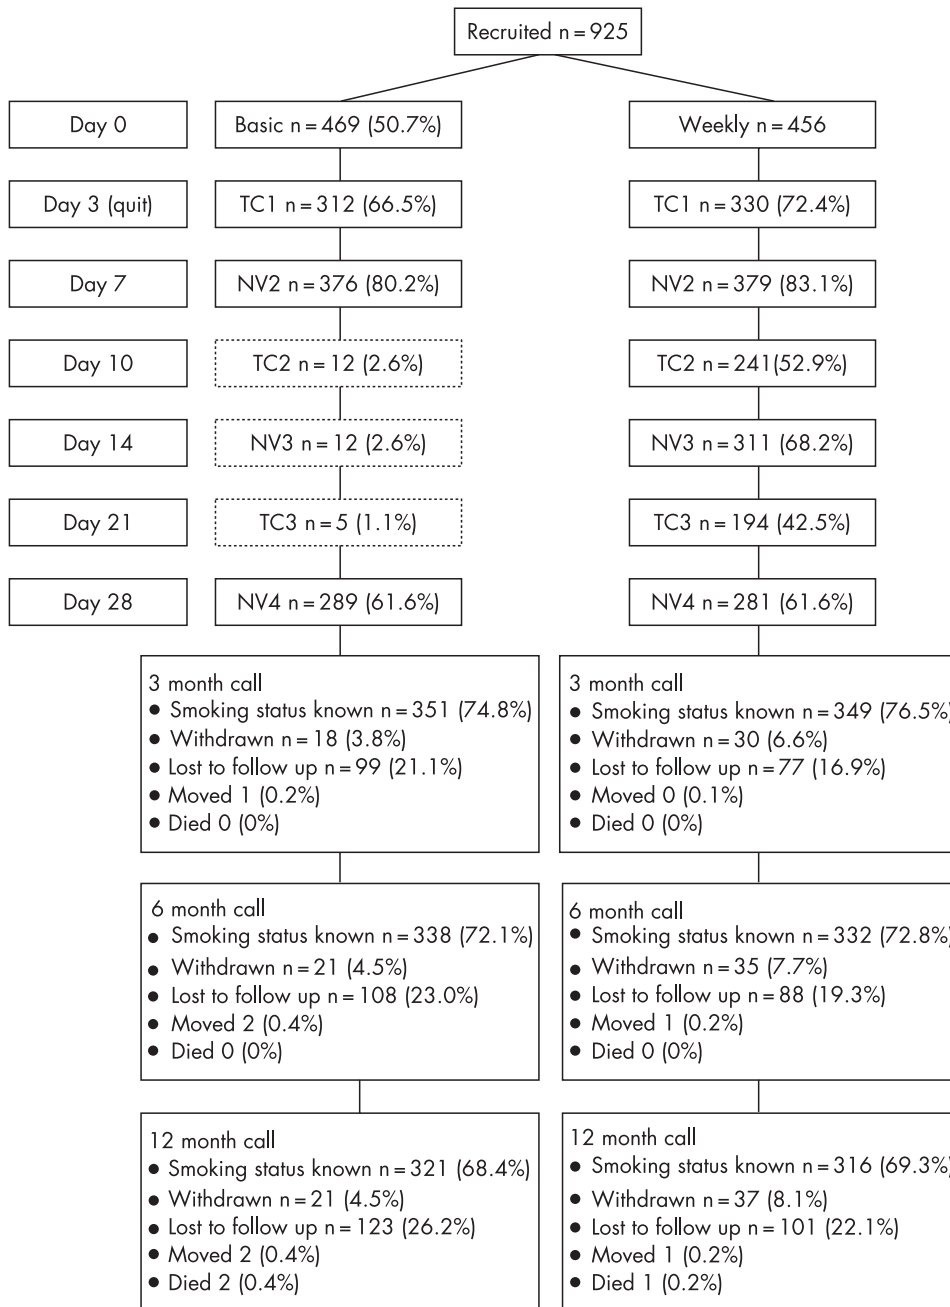 Recruited n = 925
Day 0
Basic n = 469 (50.7%)
Weekly n = 456
Day 3 (quit)
TC1 n = 312 (66.5%)
TC1 n = 330 (72.4%)
Day 7
NV2 n = 376 (80.2%)
NV2 n = 379 (83.1%)
Day 10
TC2 n = 12 (2.6%)
TC2 n = 241(52.9%)
Day 14
NV3 n = 12 (2.6%)
NV3 n = 311 (68.2%)
Day 21
TC3 n = 5 (1.1%)
TC3 n = 194 (42.5%)
Day 28
NV4 n = 289 (61.6%)
NV4 n = 281 (61.6%)
3 month call
● Smoking status known n = 351 (74.8%)
● Withdrawn n = 18 (3.8%)
● Lost to follow up n = 99 (21.1%)
● Moved 1 (0.2%)
● Died 0 (0%)
3 month call
● Smoking status known n = 349 (76.5%)
● Withdrawn n = 30 (6.6%)
● Lost to follow up n = 77 (16.9%)
● Moved 0 (0.1%)
● Died 0 (0%)
6 month call
● Smoking status known n = 338 (72.1%)
● Withdrawn n = 21 (4.5%)
● Lost to follow up n = 108 (23.0%)
● Moved 2 (0.4%)
● Died 0 (0%)
6 month call
● Smoking status known n = 332 (72.8%)
● Withdrawn n = 35 (7.7%)
● Lost to follow up n = 88 (19.3%)
● Moved 1 (0.2%)
● Died 0 (0%)
12 month call
● Smoking status known n = 321 (68.4%)
● Withdrawn n = 21 (4.5%)
● Lost to follow up n = 123 (26.2%)
● Moved 2 (0.4%)
● Died 2 (0.4%)
12 month call
● Smoking status known n = 316 (69.3%)
● Withdrawn n = 37 (8.1%)
● Lost to follow up n = 101 (22.1%)
● Moved 1 (0.2%)
● Died 1 (0.2%)